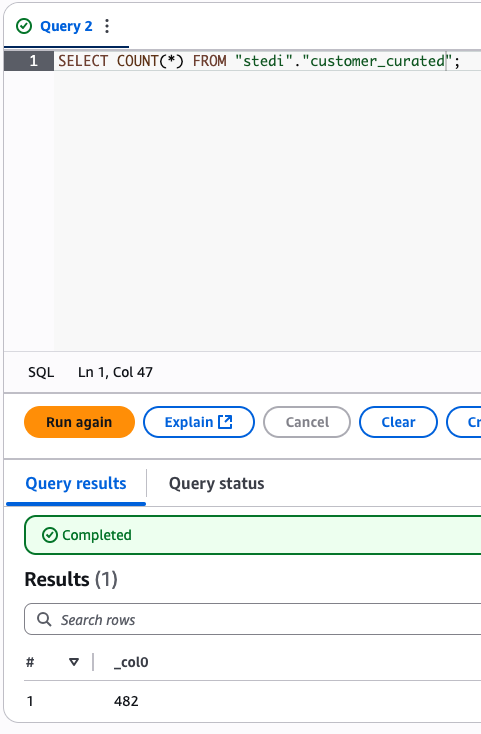 Query 2
1 SELECT COUNT(*) FROM "stedi"."customer_curated";
SQL Ln 1, Col 47
Run again Explain Cancel Clear Cr
Query results Query status
Completed
Results (1)
Search rows
# _col0
1 482